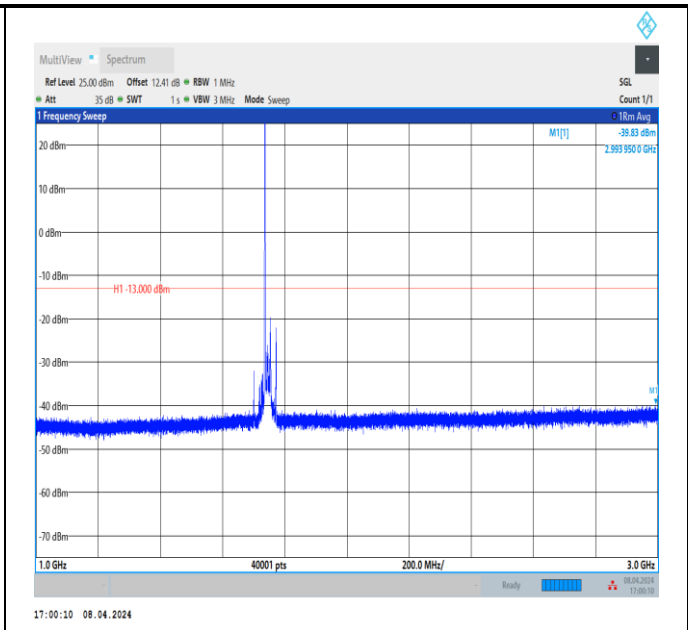 MultiView Spectrum
Ref Level 25.00 dBm Offset 12.41 dB RBW 1 MHz SGL
Att 35 dB SWT 1 s VBW 3 MHz Mode Sweep Count 1/1
1 Frequency Sweep 1Rm Avg
M1[1] -39.83 dBm
2.993 950 0 GHz
20 dBm
10 dBm
0 dBm
-10 dBm
H1 -13.000 dBm
-20 dBm
-30 dBm
M1
-40 dBm
-50 dBm
-60 dBm
-70 dBm
1.0 GHz 40001 pts 200.0 MHz/ 3.0 GHz
Ready 08.04.2024
17:00:10
17:00:10 08.04.2024